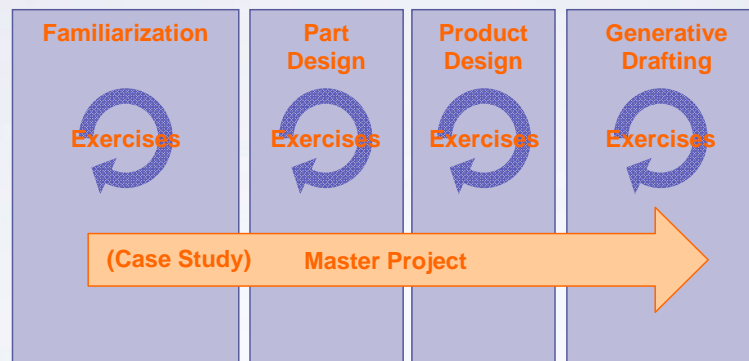 Familiarization
Part
Design
Product
Design
Generative
Drafting
Exercises
Exercises
Exercises
Exercises
(Case Study) Master Project